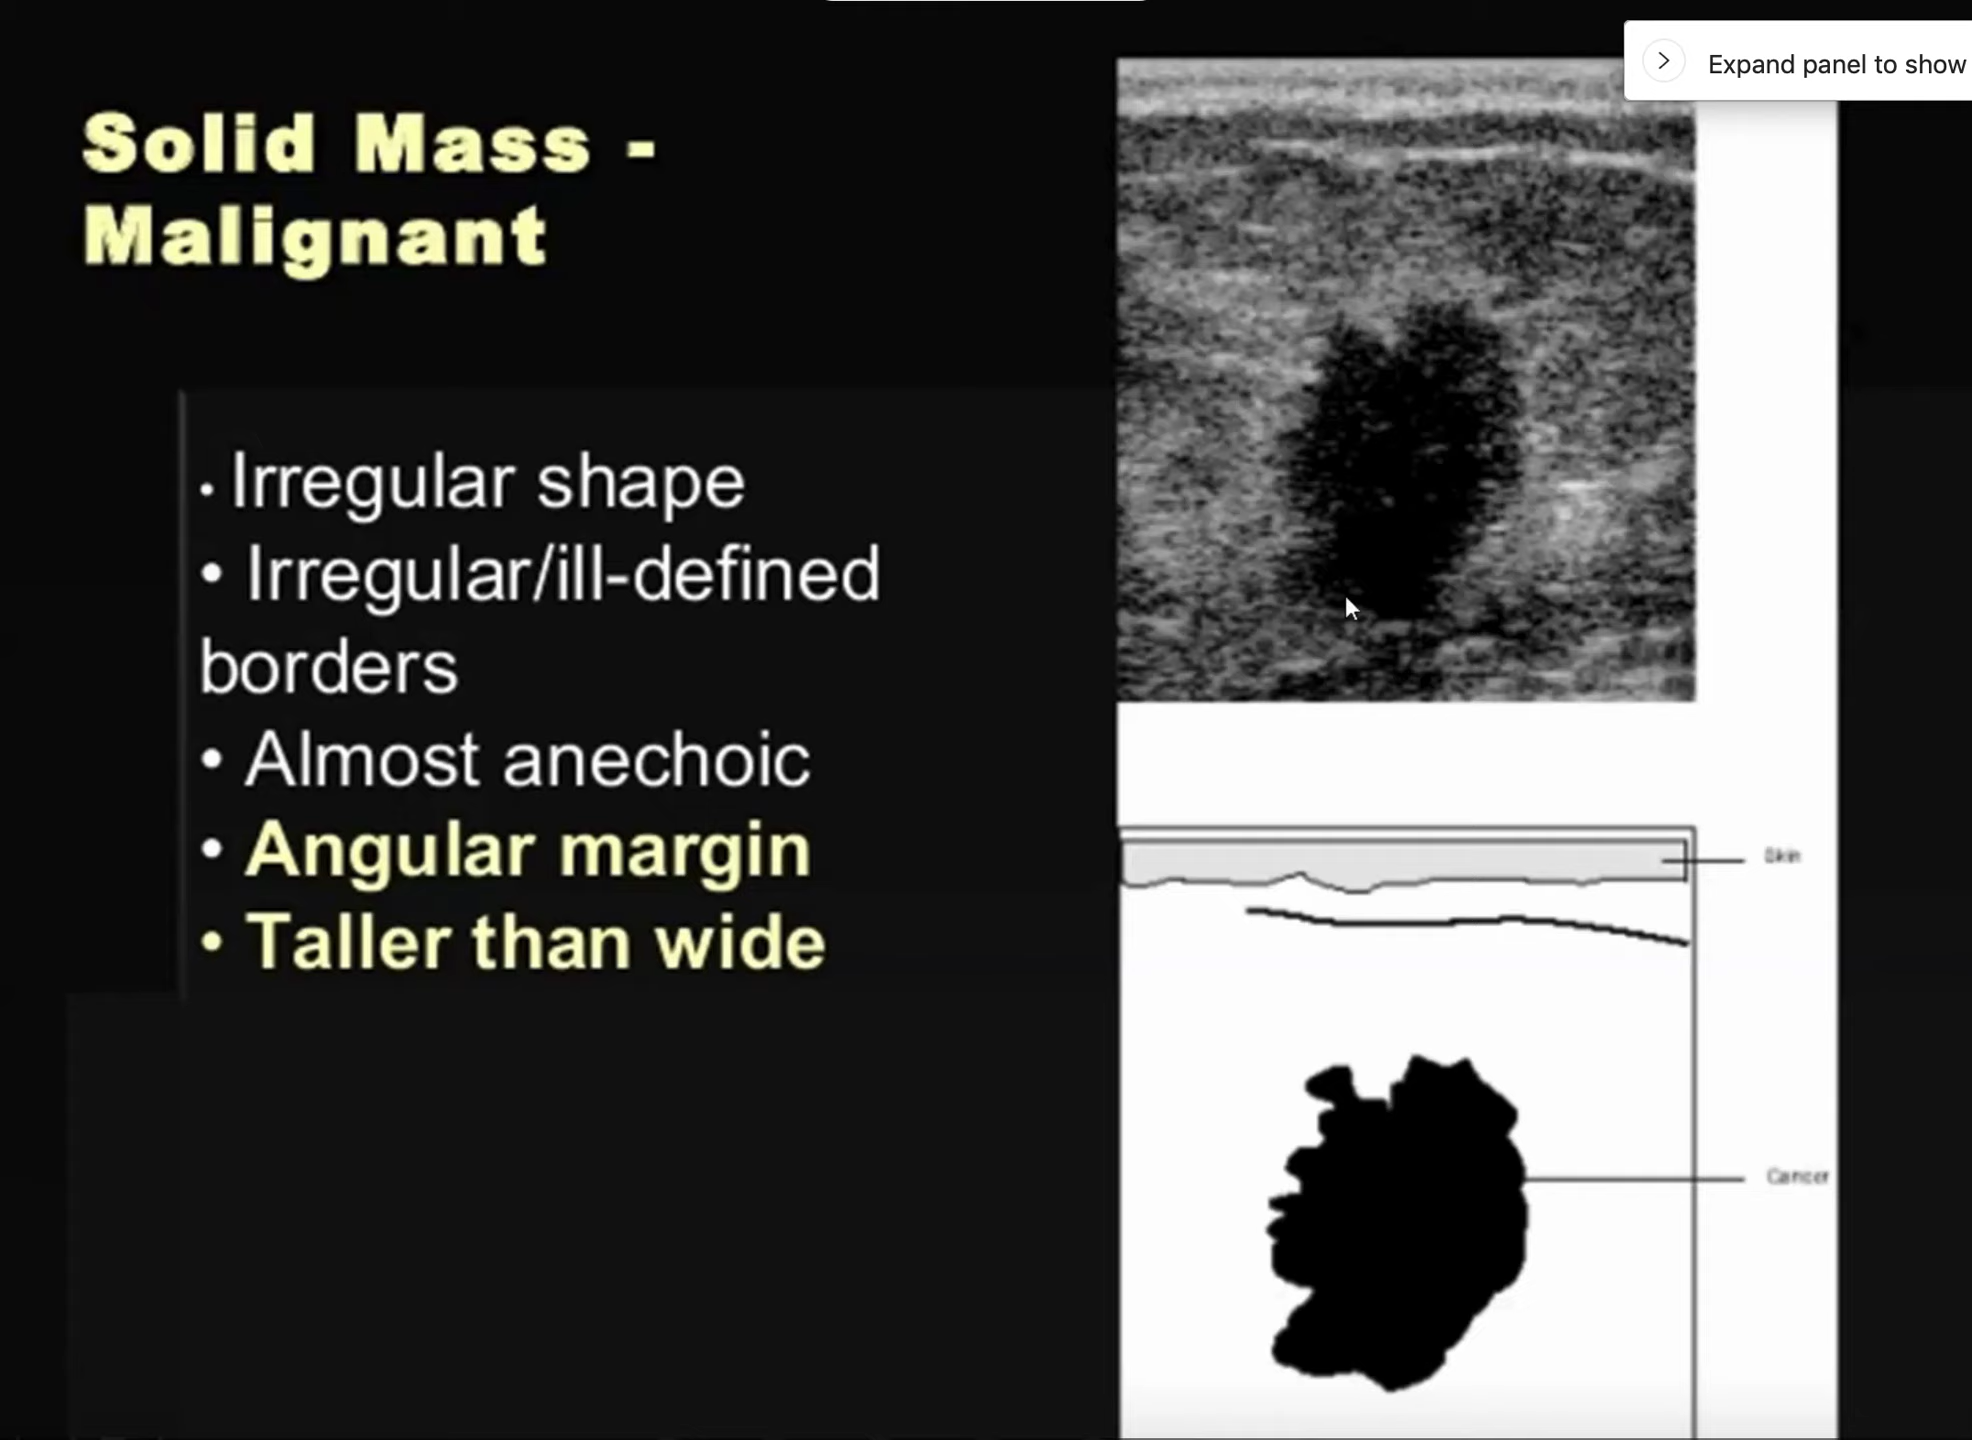 Expand panel to show
Solid Mass -
Malignant
• Irregular shape
• Irregular/ill-defined
borders
• Almost anechoic
• Angular margin
• Taller than wide
Skin
Cancer